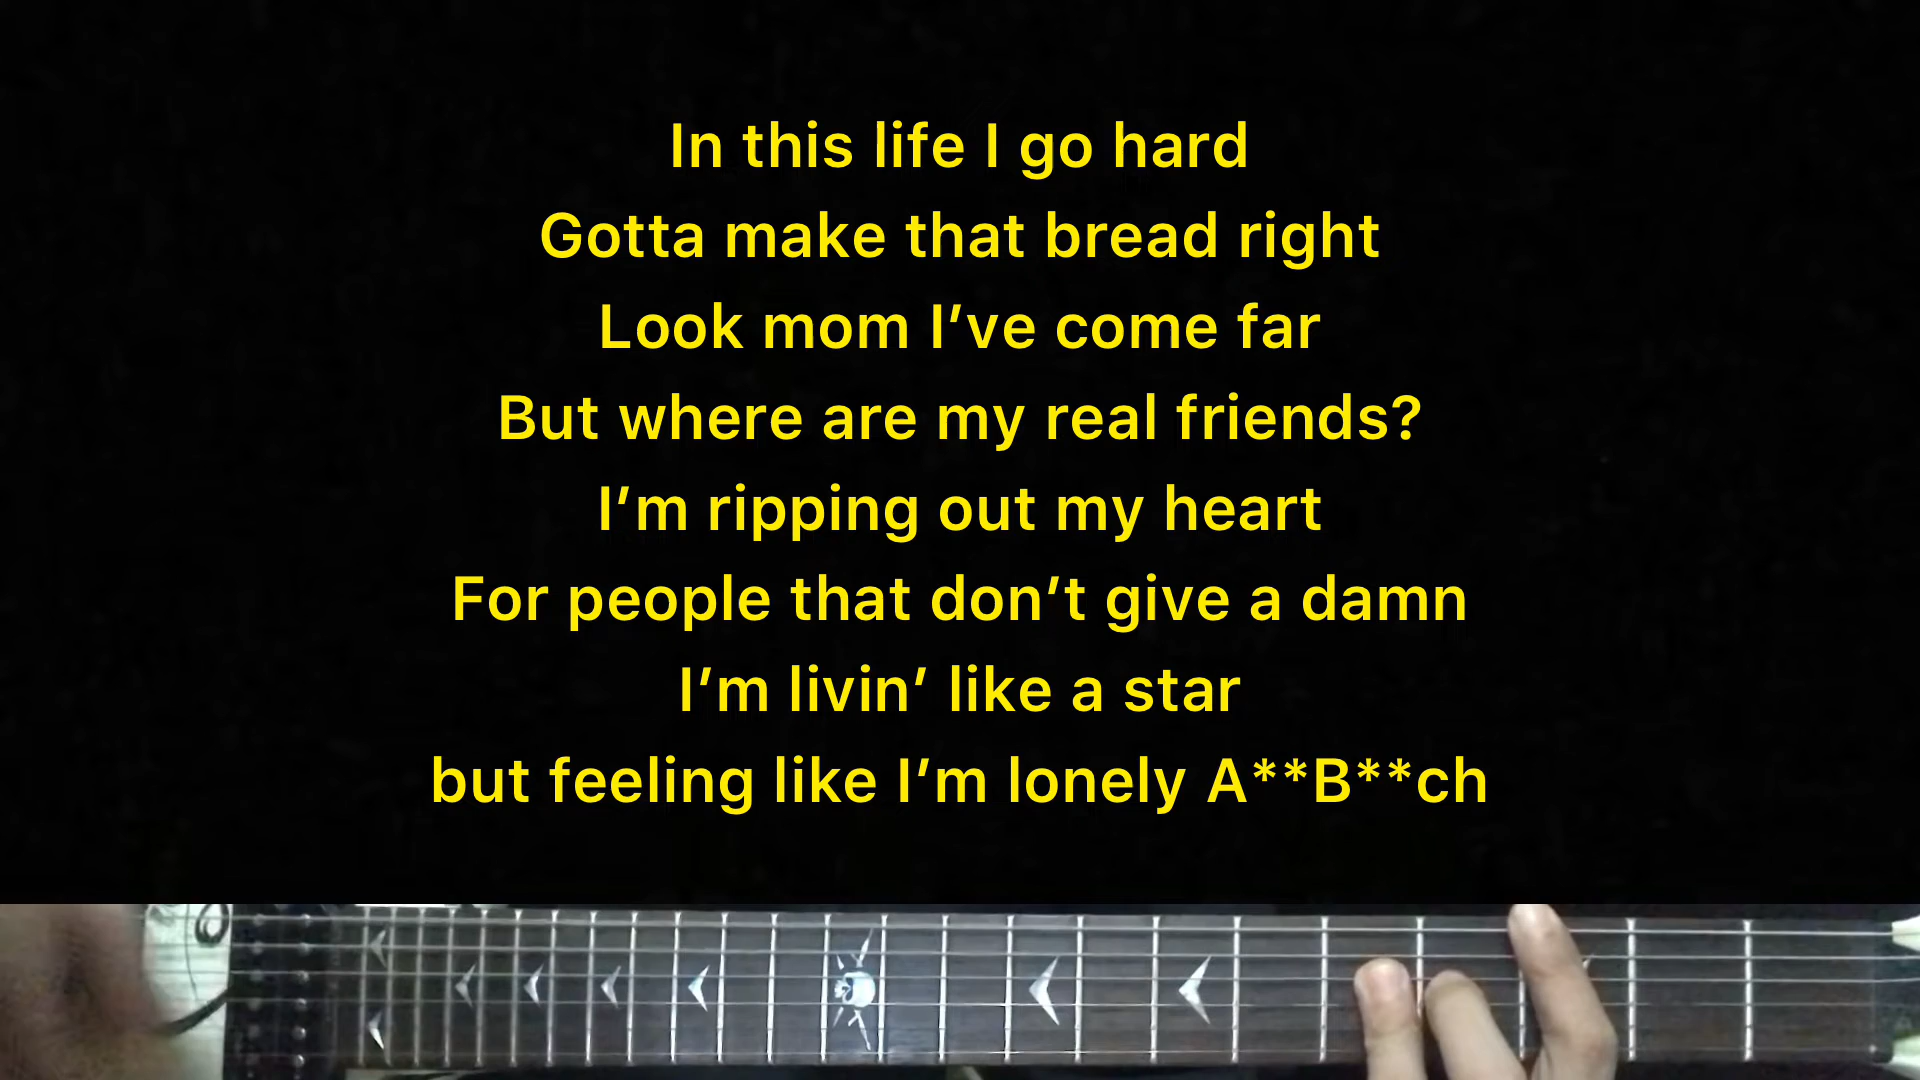 In this life I go hard
Gotta make that bread right
Look mom I’ve come far
But where are my real friends?
I’m ripping out my heart
For people that don’t give a damn
I’m livin’ like a star
but feeling like I’m lonely A**B**ch